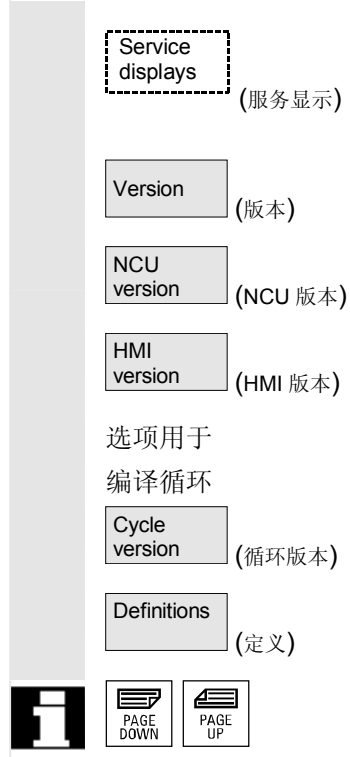 Service
displays
(服务显示)
Version
(版本)
NCU
version
(NCU 版本)
HMI
version
(HMI 版本)
选项用于
编译循环
Cycle
version
(循环版本)
Definitions
(定义)
i
PAGE
DOWN
PAGE
UP